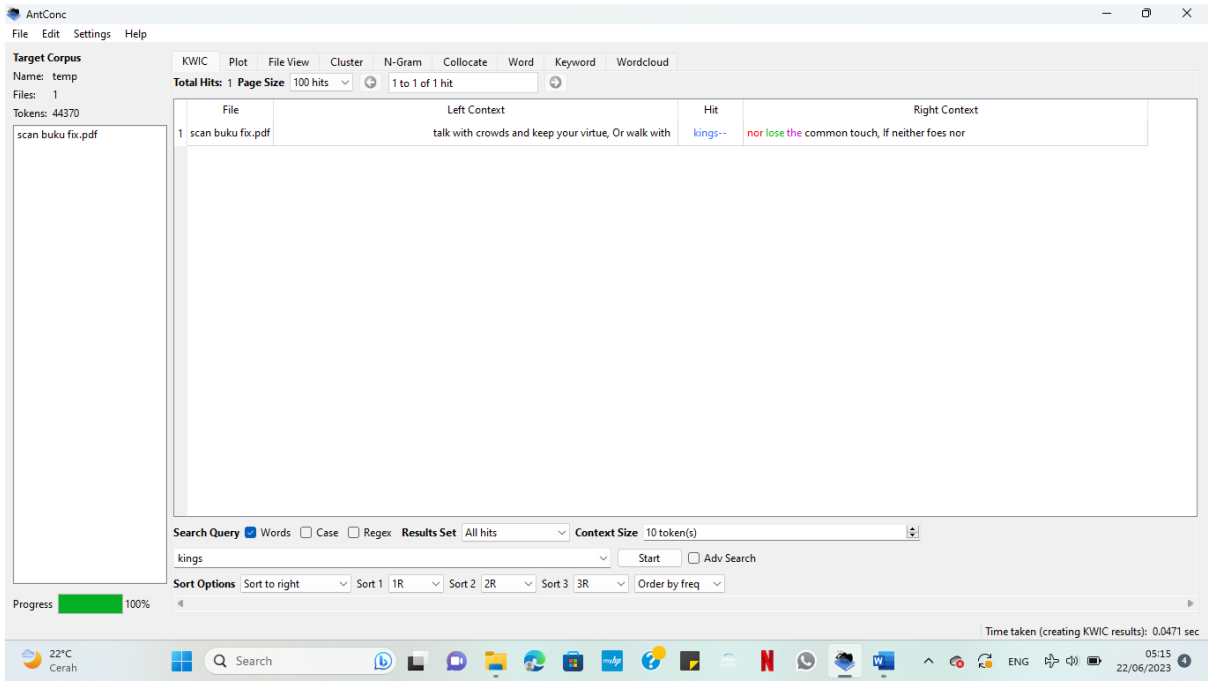 AntConc
File Edit Settings Help
Target Corpus
Name: temp
Files: 1
Tokens: 44370
scan buku fix.pdf
Progress 100%
KWIC Plot File View Cluster N-Gram Collocate Word Keyword Wordcloud
Total Hits: 1 Page Size 100 hits 1 to 1 of 1 hit
File Left Context Hit Right Context
1 scan buku fix.pdf talk with crowds and keep your virtue, Or walk with kings-- nor lose the common touch, If neither foes nor
Search Query Words Case Regex Results Set All hits Context Size 10 token(s)
kings Start Adv Search
Sort Options Sort to right Sort 1 1R Sort 2 2R Sort 3 3R Order by freq
Time taken (creating KWIC results): 0.0471 sec
22°C
Cerah
Search
myhp
N
W
ENG
05:15
22/06/2023
4